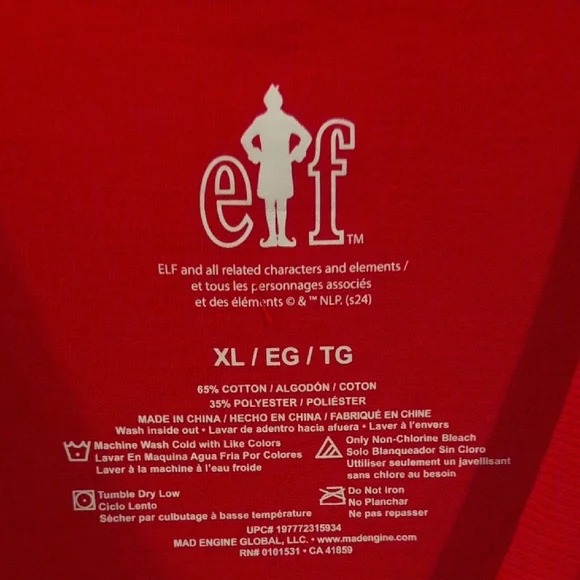 elf™
ELF and all related characters and elements /
et tous les personnages associés
et des éléments © & ™ NLP. (s24)
XL / EG / TG
65% COTTON / ALGODÓN / COTON
35% POLYESTER / POLIÉSTER
MADE IN CHINA / HECHO EN CHINA / FABRIQUÉ EN CHINE
Wash inside out • Lavar de adentro hacia afuera • Laver à l'envers
Machine Wash Cold with Like Colors
Lavar En Maquina Agua Fria Por Colores
Laver à la machine à l'eau froide
Only Non-Chlorine Bleach
Solo Blanqueador Sin Cloro
Utiliser seulement un javellisant
sans chlore au besoin
Tumble Dry Low
Ciclo Lento
Sècher par culbutage à basse température
Do Not Iron
No Planchar
Ne pas repasser
UPC# 197772315934
MAD ENGINE GLOBAL, LLC. • www.madengine.com
RN# 0101531 • CA 41859